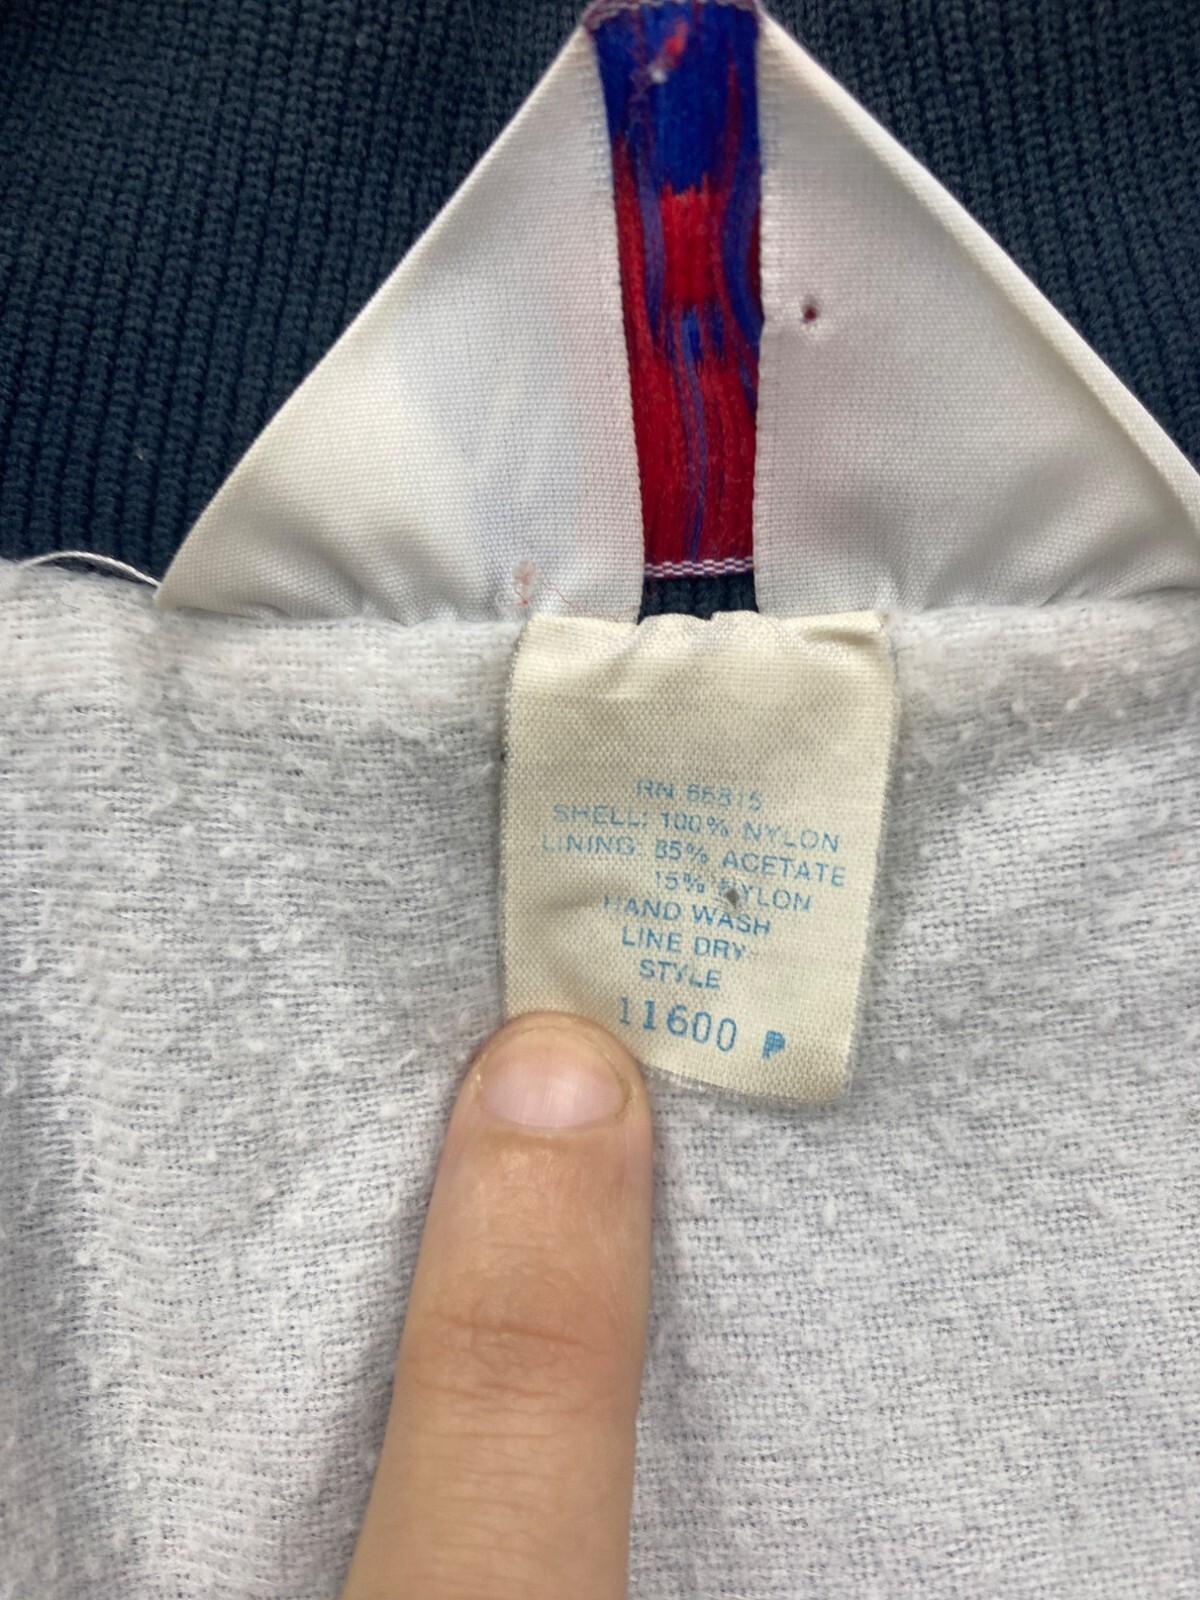 RN 66815
SHELL: 100% NYLON
LINING: 85% ACETATE
15% NYLON
HAND WASH
LINE DRY
STYLE
11600 P